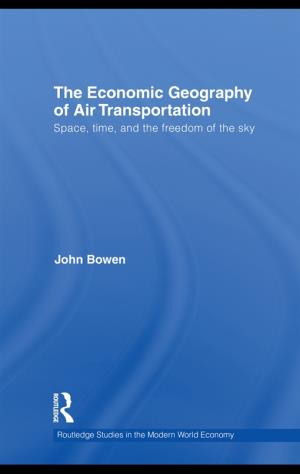 The Economic Geography
of Air Transportation
Space, time, and the freedom of the sky
John Bowen
ROUTLEDGE
Routledge Studies in the Modern World Economy